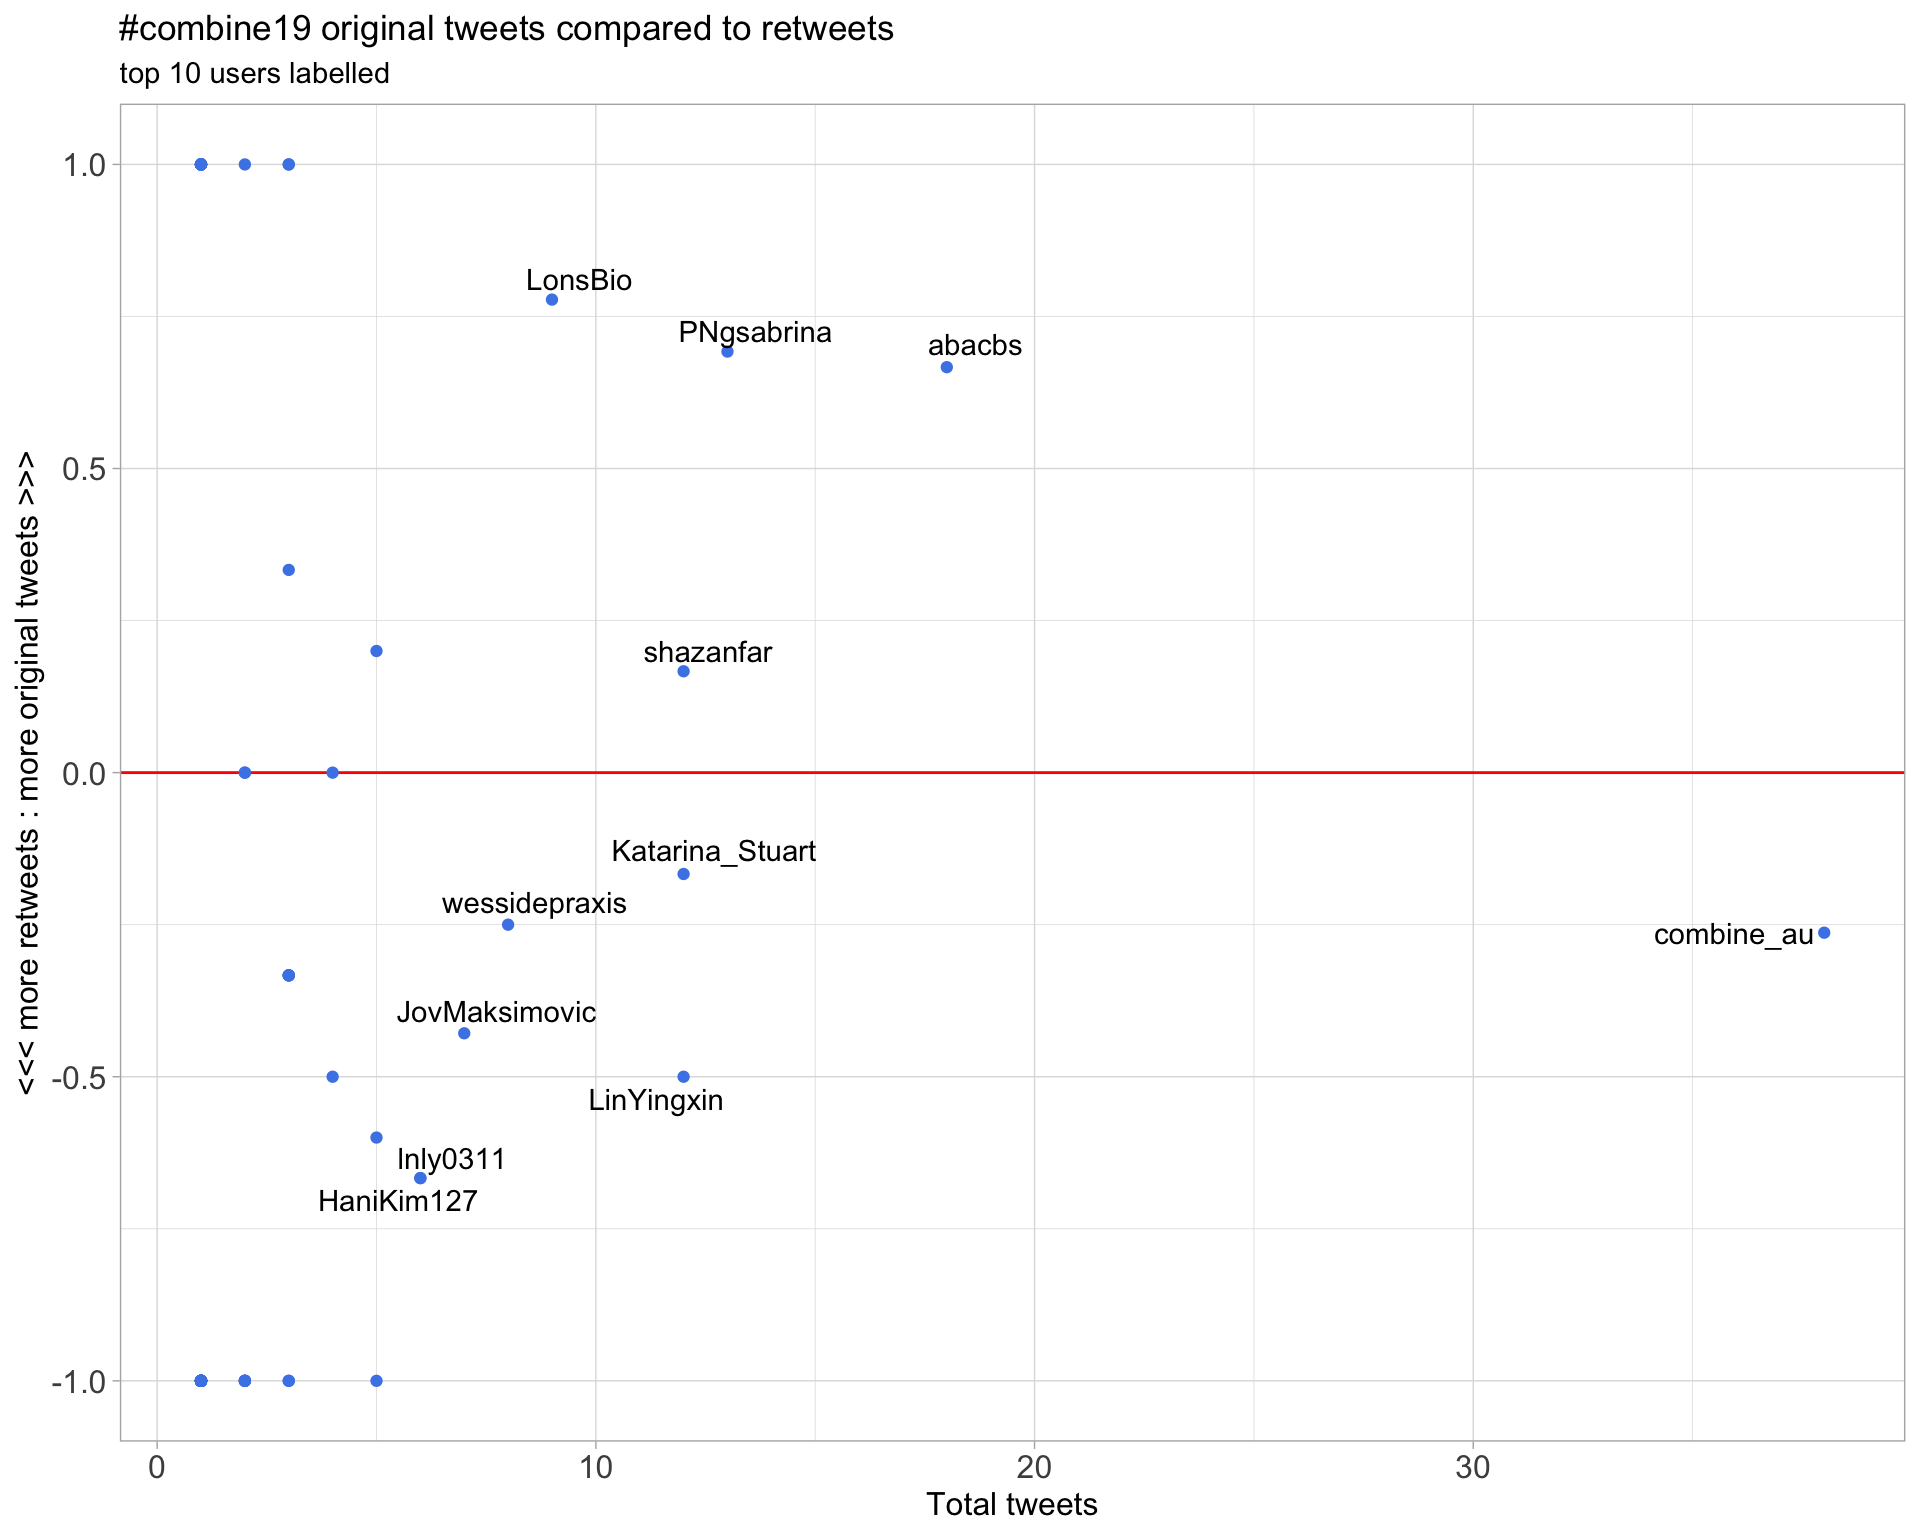 #combine19 original tweets compared to retweets
top 10 users labelled
<<< more retweets : more original tweets >>>
1.0
0.5
0.0
-0.5
-1.0
LonsBio
PNgsabrina
abacbs
shazanfar
Katarina_Stuart
wessidepraxis
combine_au
JovMaksimovic
LinYingxin
lnly0311
HaniKim127
0 10 20 30
Total tweets